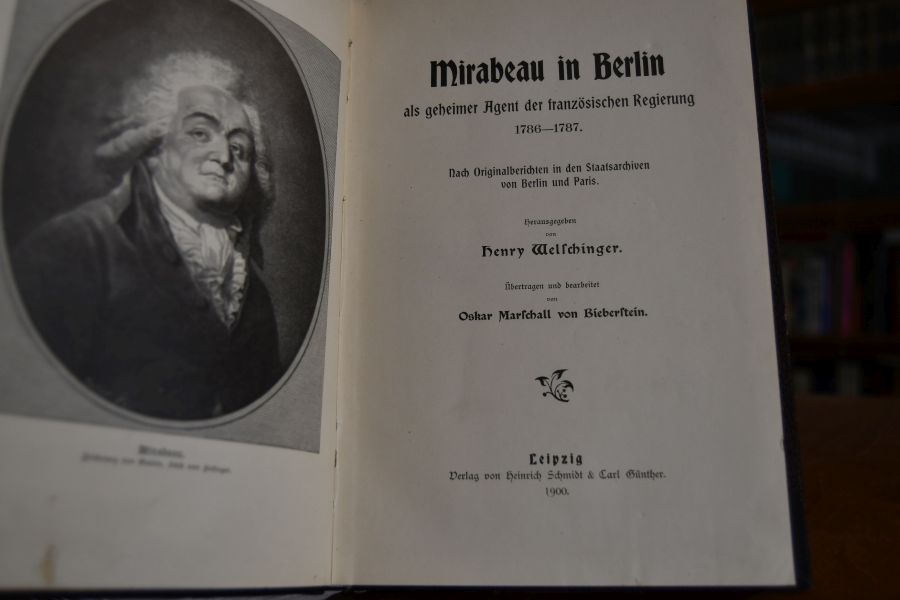 Mirabeau.
Mirabeau in Berlin
als geheimer Agent der französischen Regierung
1786—1787.
Nach Originalberichten in den Staatsarchiven
von Berlin und Paris.
Herausgegeben
von
Henry Welſchinger.
Übertragen und bearbeitet
von
Oskar Marſchall von Bieberſtein.
Leipzig
Verlag von Heinrich Schmidt & Carl Günther.
1900.